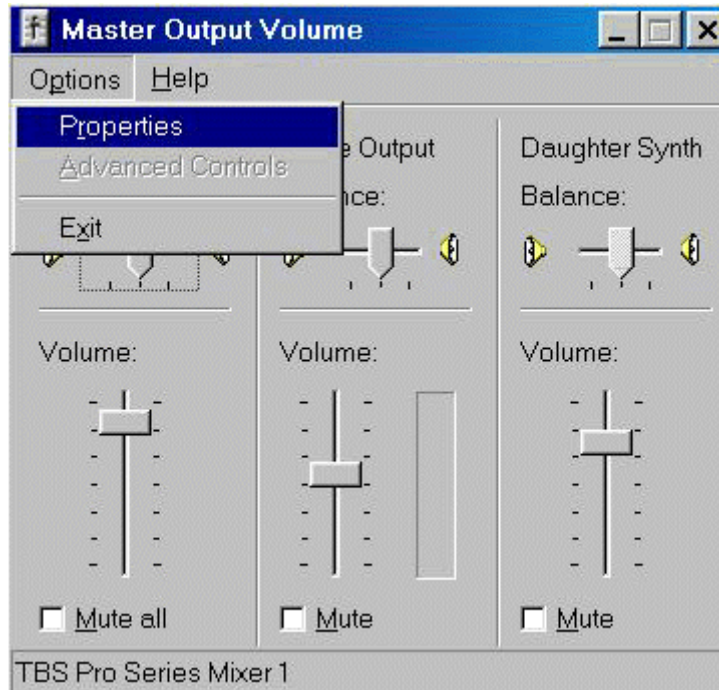 Master Output Volume
Options Help
Properties
Advanced Controls
Exit
Output
Daughter Synth
Balance:
Volume:
Volume:
Volume:
Mute all
Mute
Mute
TBS Pro Series Mixer 1